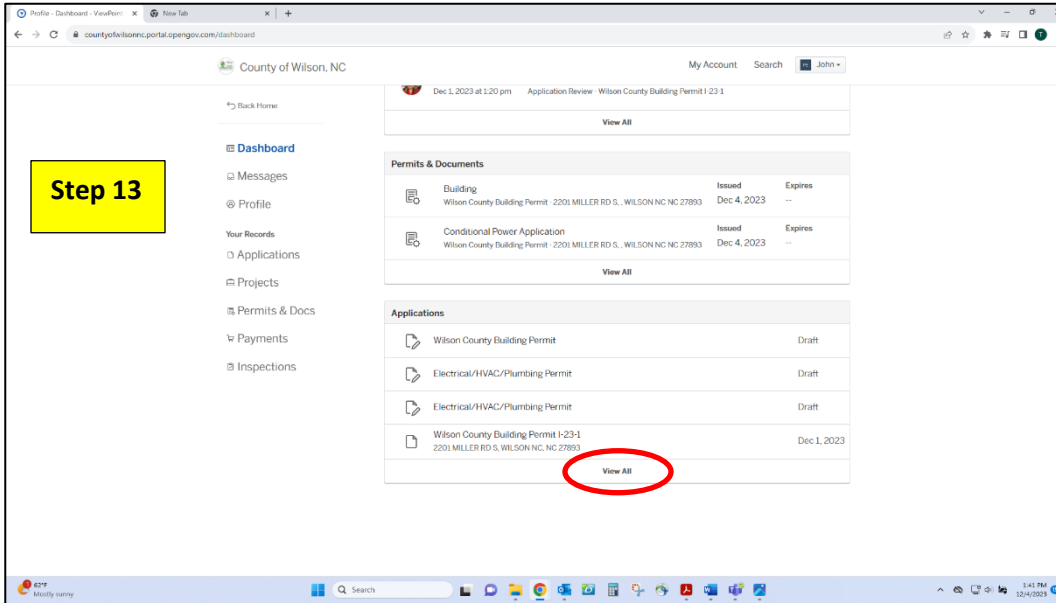 Profile - Dashboard - ViewPoint
New Tab
countyofwilsonnc.portal.opengov.com/dashboard
County of Wilson, NC
My Account Search John
Back Home
Dec 1, 2023 at 1:20 pm Application Review - Wilson County Building Permit I-23-1
View All
Step 13
Dashboard
Messages
Profile
Your Records
Applications
Projects
Permits & Docs
Payments
Inspections
Permits & Documents
Building Issued Expires
Wilson County Building Permit - 2201 MILLER RD S, , WILSON NC NC 27893 Dec 4, 2023 --
Conditional Power Application Issued Expires
Wilson County Building Permit - 2201 MILLER RD S, , WILSON NC NC 27893 Dec 4, 2023 --
View All
Applications
Wilson County Building Permit Draft
Electrical/HVAC/Plumbing Permit Draft
Electrical/HVAC/Plumbing Permit Draft
Wilson County Building Permit I-23-1 Dec 1, 2023
2201 MILLER RD S, WILSON NC, NC 27893
View All
62°F
Mostly sunny
Search
1:41 PM
12/4/2023